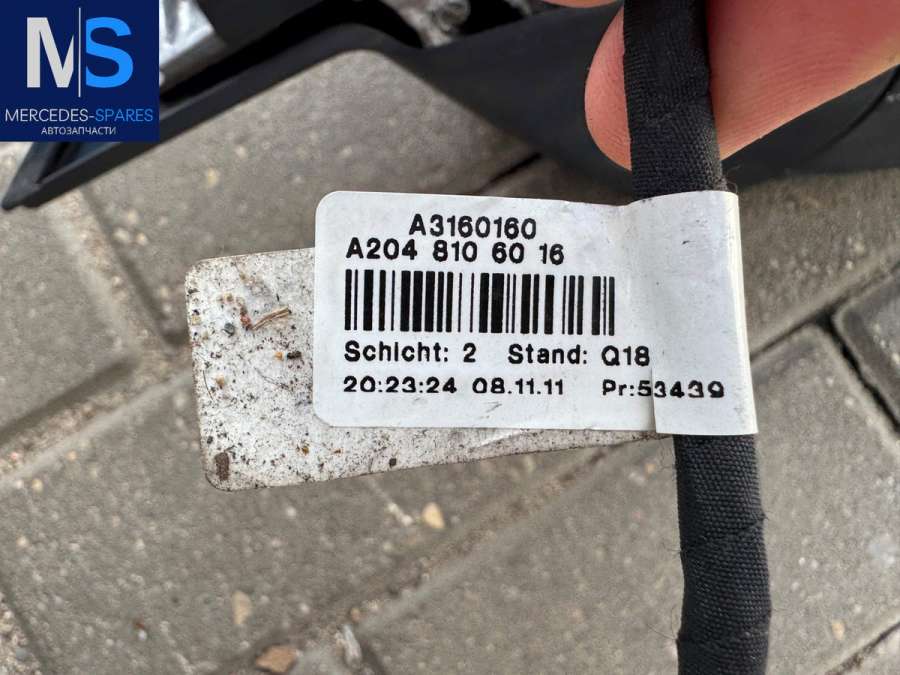 MS
MERCEDES-SPARES
АВТОЗАПЧАСТИ
A3160160
A204 810 60 16
Schicht: 2 Stand: Q18
20:23:24 08.11.11 Pr:53439